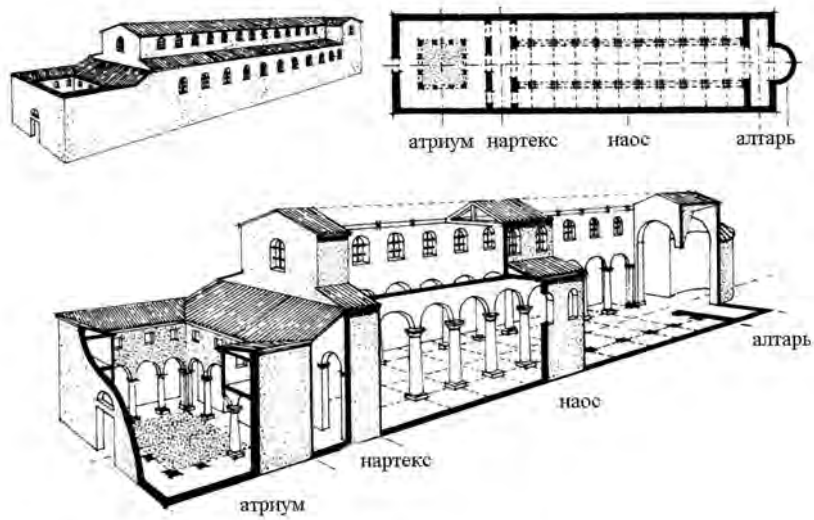 атриум нартекс наос алтарь
алтарь
наос
нартекс
атриум